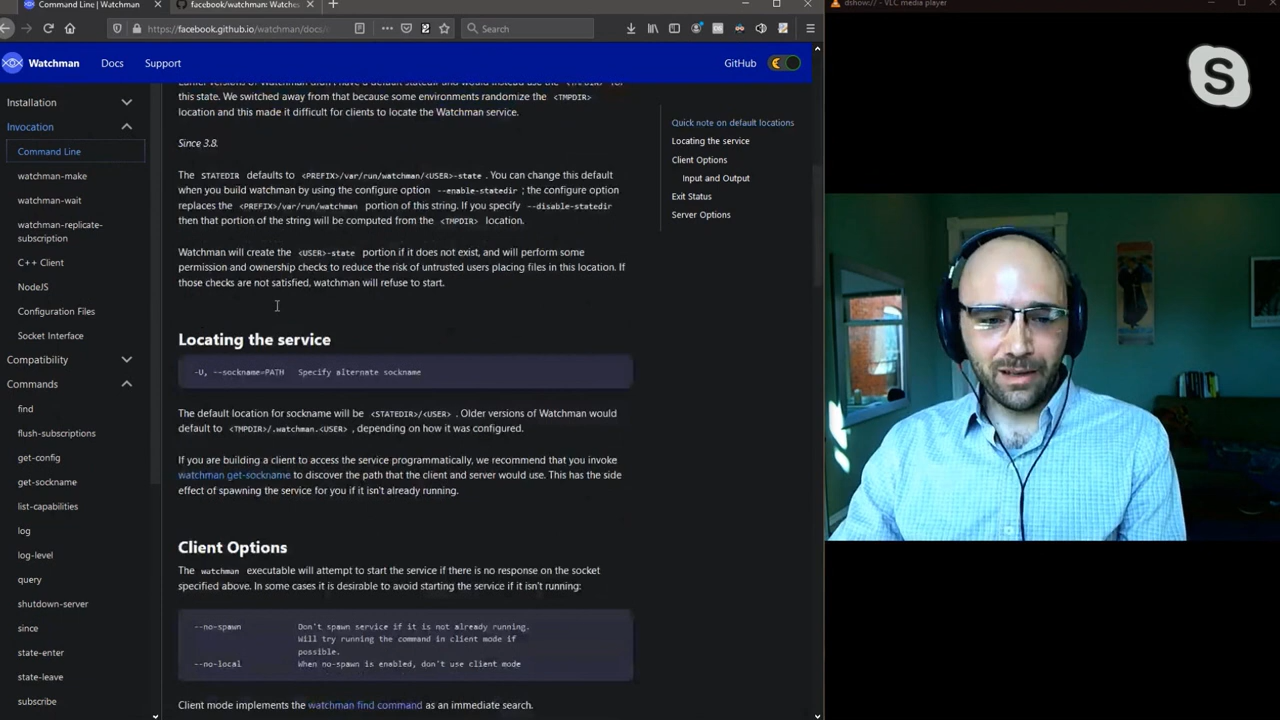 Command Line | Watchman
facebook/watchman: Watches
dshow:// - VLC media player
https://facebook.github.io/watchman/docs/
Search
Watchman
Docs
Support
GitHub
Installation
Invocation
Command Line
watchman-make
watchman-wait
watchman-replicate-
subscription
C++ Client
NodeJS
Configuration Files
Socket Interface
Compatibility
Commands
find
flush-subscriptions
get-config
get-sockname
list-capabilities
log
log-level
query
shutdown-server
since
state-enter
state-leave
subscribe
Earlier versions of Watchman didn't have a default statedir and would instead use the <TMPDIR> for
this state. We switched away from that because some environments randomize the <TMPDIR>
location and this made it difficult for clients to locate the Watchman service.
Since 3.8.
The STATEDIR defaults to <PREFIX>/var/run/watchman/<USER>-state . You can change this default
when you build watchman by using the configure option --enable-statedir ; the configure option
replaces the <PREFIX>/var/run/watchman portion of this string. If you specify --disable-statedir
then that portion of the string will be computed from the <TMPDIR> location.
Watchman will create the <USER>-state portion if it does not exist, and will perform some
permission and ownership checks to reduce the risk of untrusted users placing files in this location. If
those checks are not satisfied, watchman will refuse to start.
Locating the service
-U, --sockname=PATH Specify alternate sockname
The default location for sockname will be <STATEDIR>/<USER> . Older versions of Watchman would
default to <TMPDIR>/.watchman.<USER> , depending on how it was configured.
If you are building a client to access the service programmatically, we recommend that you invoke
watchman get-sockname to discover the path that the client and server would use. This has the side
effect of spawning the service for you if it isn't already running.
Client Options
The watchman executable will attempt to start the service if there is no response on the socket
specified above. In some cases it is desirable to avoid starting the service if it isn't running:
--no-spawn Don't spawn service if it is not already running.
Will try running the command in client mode if
possible.
--no-local When no-spawn is enabled, don't use client mode
Client mode implements the watchman find command as an immediate search.
Quick note on default locations
Locating the service
Client Options
Input and Output
Exit Status
Server Options
S